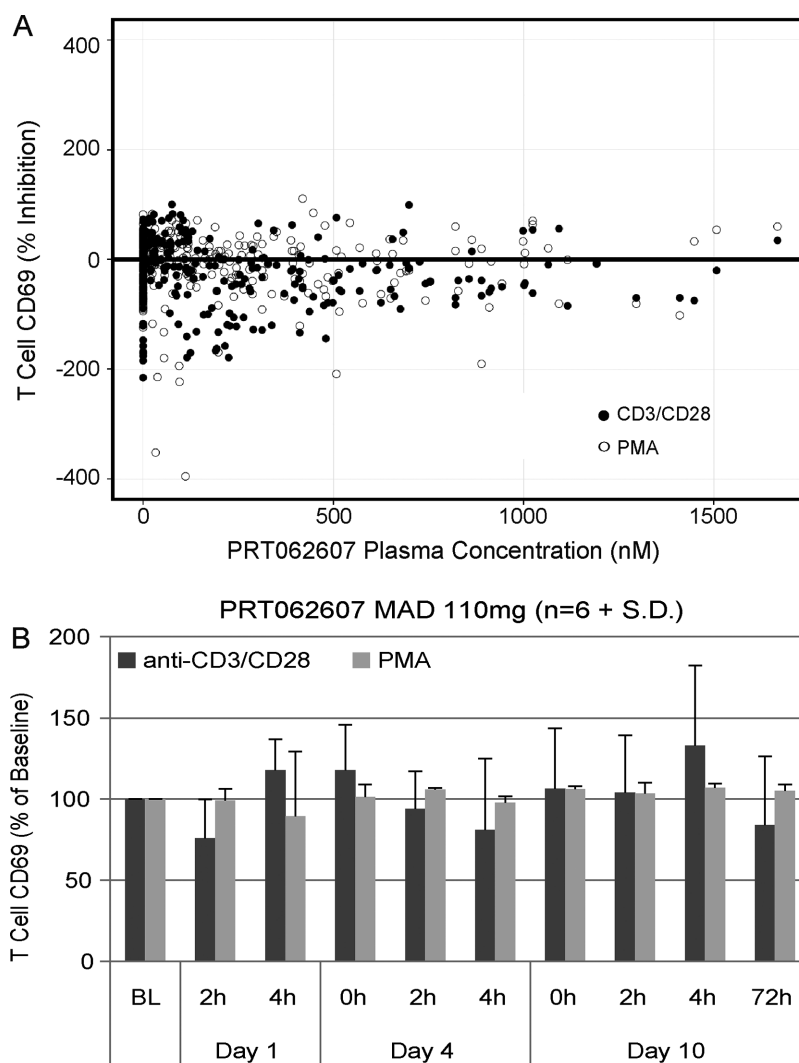 A
T Cell CD69 (% Inhibition)
400
200
0
-200
-400
CD3/CD28
PMA
0 500 1000 1500
PRT062607 Plasma Concentration (nM)
PRT062607 MAD 110mg (n=6 + S.D.)
B
T Cell CD69 (% of Baseline)
200
150
100
50
0
anti-CD3/CD28 PMA
BL 2h 4h 0h 2h 4h 0h 2h 4h 72h
Day 1 Day 4 Day 10